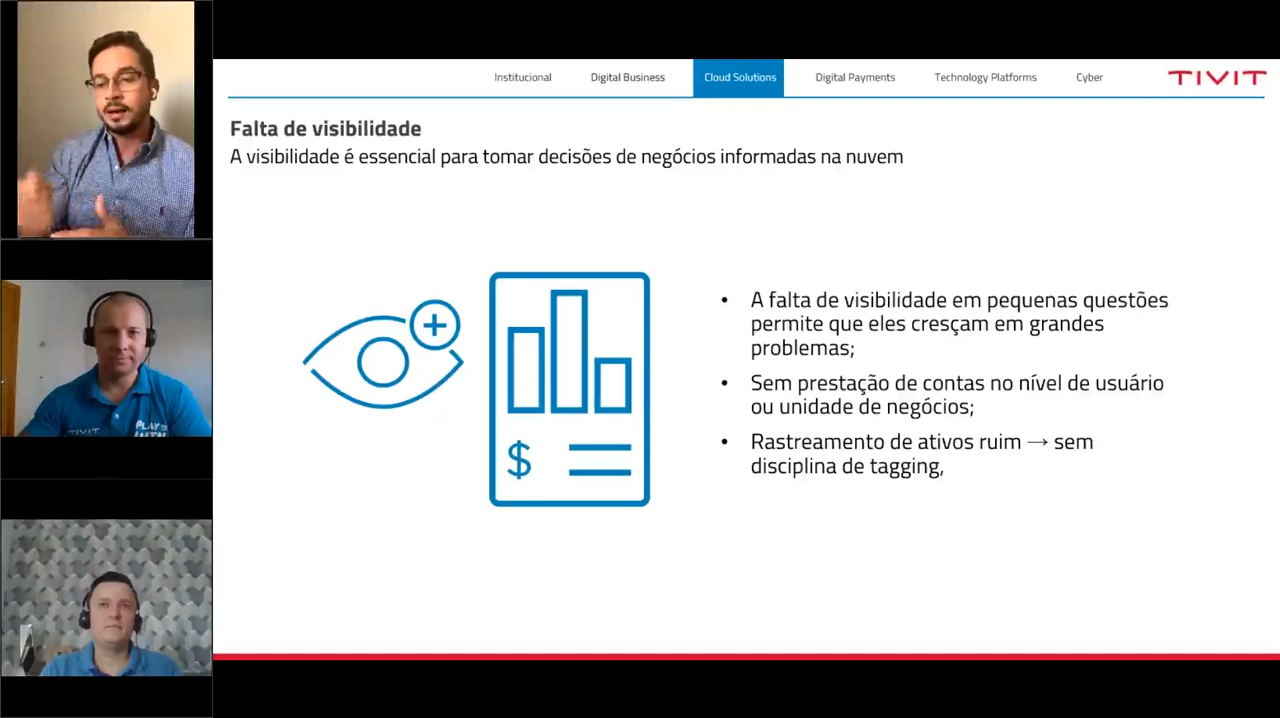 Institucional
Digital Business
Cloud Solutions
Digital Payments
Technology Platforms
Cyber
TIVIT
Falta de visibilidade
A visibilidade é essencial para tomar decisões de negócios informadas na nuvem
$
• A falta de visibilidade em pequenas questões
permite que eles cresçam em grandes
problemas;
• Sem prestação de contas no nível de usuário
ou unidade de negócios;
• Rastreamento de ativos ruim → sem
disciplina de tagging,
TIVIT